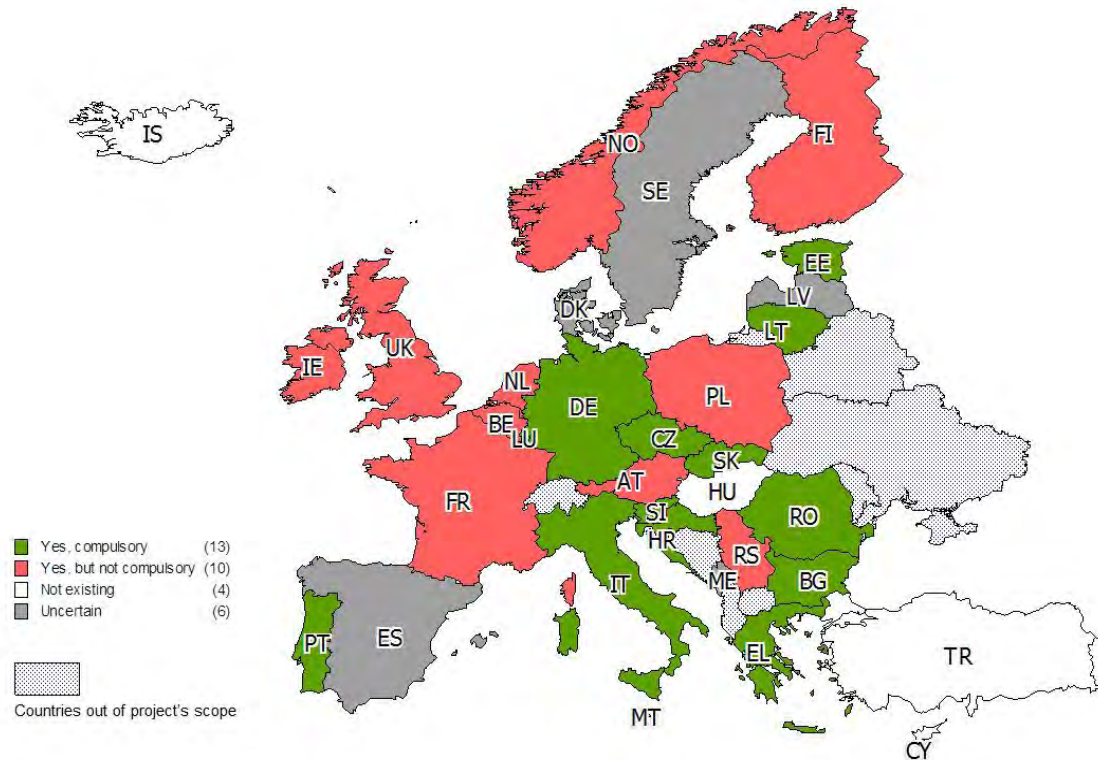 IS
NO
FI
SE
EE
LV
DK
LT
UK
IE
NL
DE
PL
BE
LU
CZ
SK
AT
HU
FR
SI
RO
HR
RS
Yes, compulsory (13)
Yes, but not compulsory (10)
Not existing (4)
Uncertain (6)
ME
BG
IT
PT
ES
EL
TR
Countries out of project's scope
MT
CY